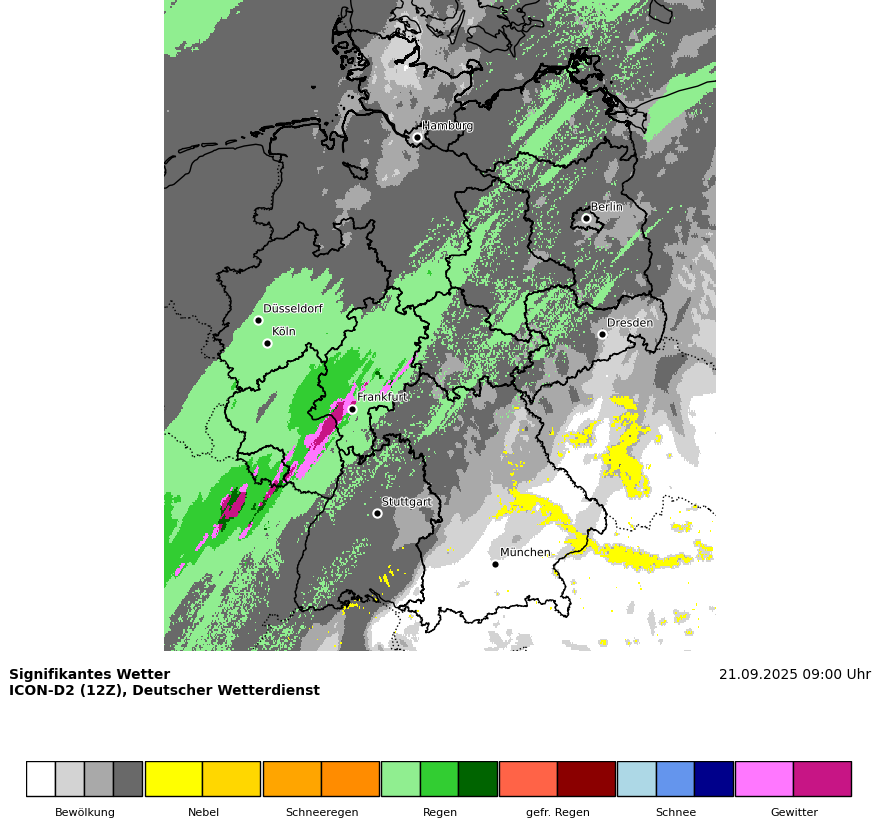 Hamburg
Berlin
Düsseldorf
Köln
Dresden
Frankfurt
Stuttgart
München
Signifikantes Wetter
21.09.2025 09:00 Uhr
ICON-D2 (12Z), Deutscher Wetterdienst
Bewölkung
Nebel
Schneeregen
Regen
gefr. Regen
Schnee
Gewitter